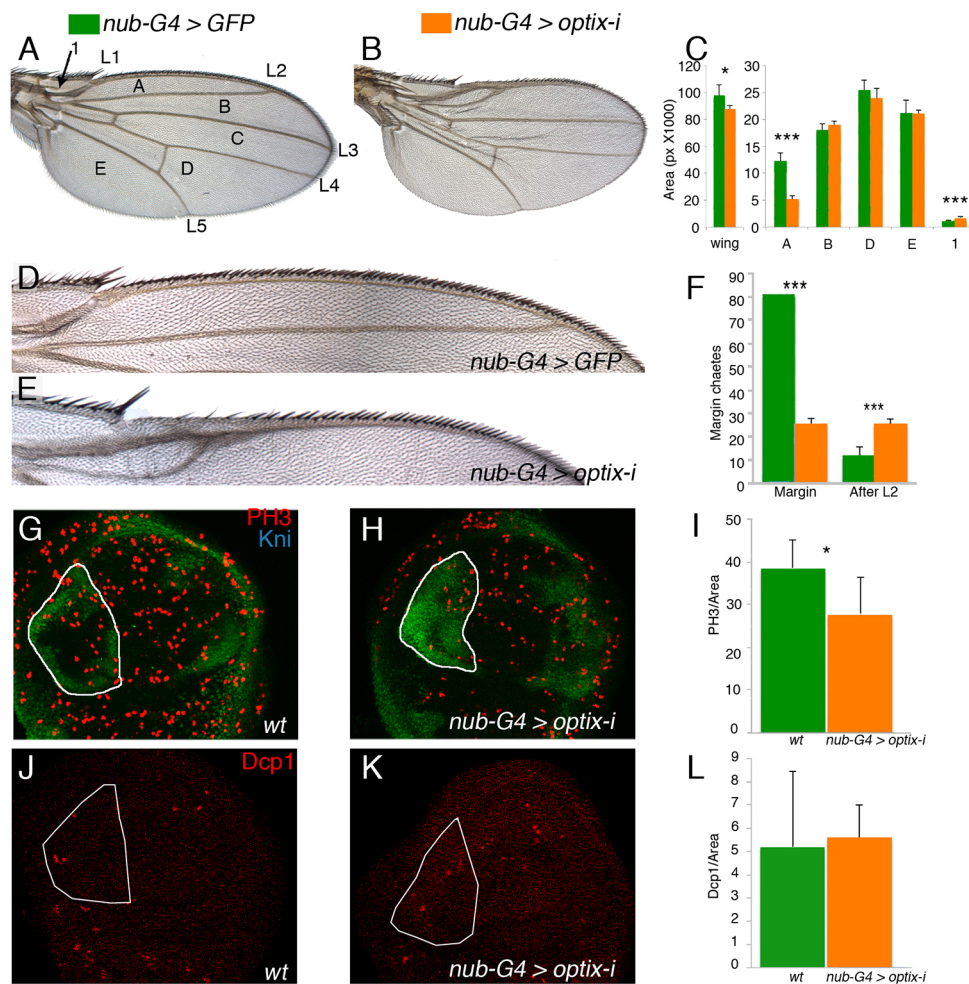 nub-G4 > GFP
nub-G4 > optix-i
A
1
L1
L2
L3
L4
L5
A
B
C
D
E
B
C
Area (px X1000)
120
100
80
60
40
20
0
wing
*
30
25
20
15
10
5
0
***
***
A B D E 1
D
nub-G4 > GFP
E
nub-G4 > optix-i
F
Margin chaetes
90
80
70
60
50
40
30
20
10
0
***
***
Margin After L2
G
PH3
Kni
wt
H
nub-G4 > optix-i
I
PH3/Area
50
40
30
20
10
0
*
wt nub-G4 > optix-i
J
Dcp1
wt
K
nub-G4 > optix-i
L
Dcp1/Area
9
8
7
6
5
4
3
2
1
0
wt nub-G4 > optix-i